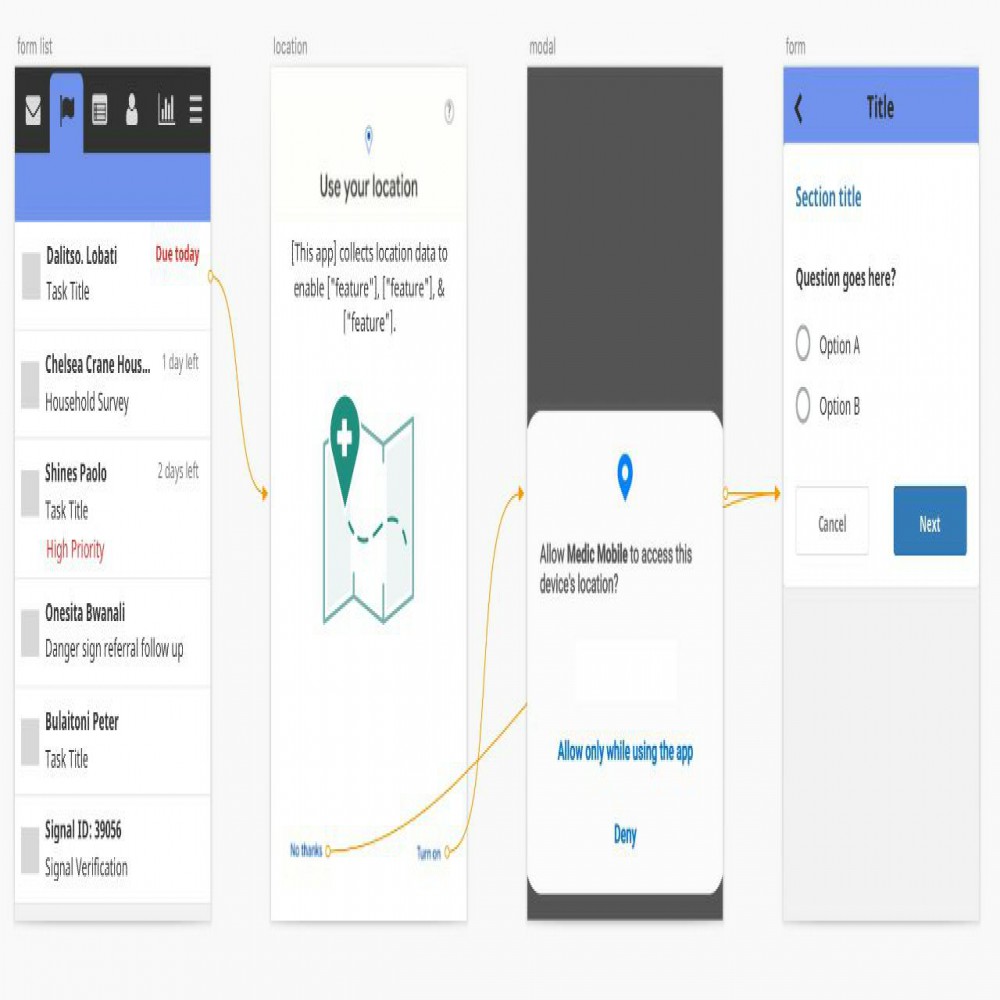 form list
location
modal
form
Dalitso. Lobati
Due today
Task Title
Chelsea Crane Hous...
1 day left
Household Survey
Shines Paolo
2 days left
Task Title
High Priority
Onesita Bwanali
Danger sign referral follow up
Bulaitoni Peter
Task Title
Signal ID: 39056
Signal Verification
?
Use your location
[This app] collects location data to
enable ["feature"], ["feature"], &
["feature"].
No thanks
Turn on
Allow Medic Mobile to access this
device's location?
Allow only while using the app
Deny
Title
Section title
Question goes here?
Option A
Option B
Cancel
Next